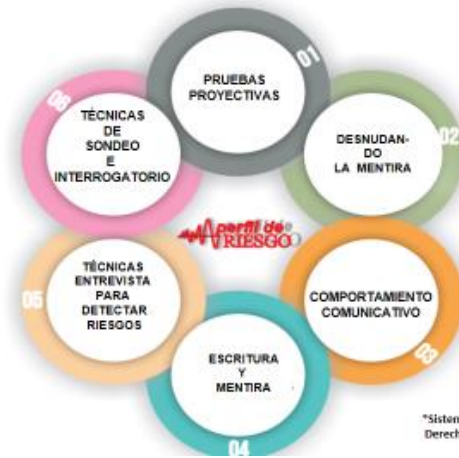 01
PRUEBAS
PROYECTIVAS
02
DESNUDAN-
DO
LA MENTIRA
03
COMPORTAMIENTO
COMUNICATIVO
04
ESCRITURA
Y
MENTIRA
05
TÉCNICAS
ENTREVISTA
PARA
DETECTAR
RIESGOS
06
TÉCNICAS
DE
SONDEO
E
INTERROGATORIO
perfil de
RIESGO
*Sistem
Derech